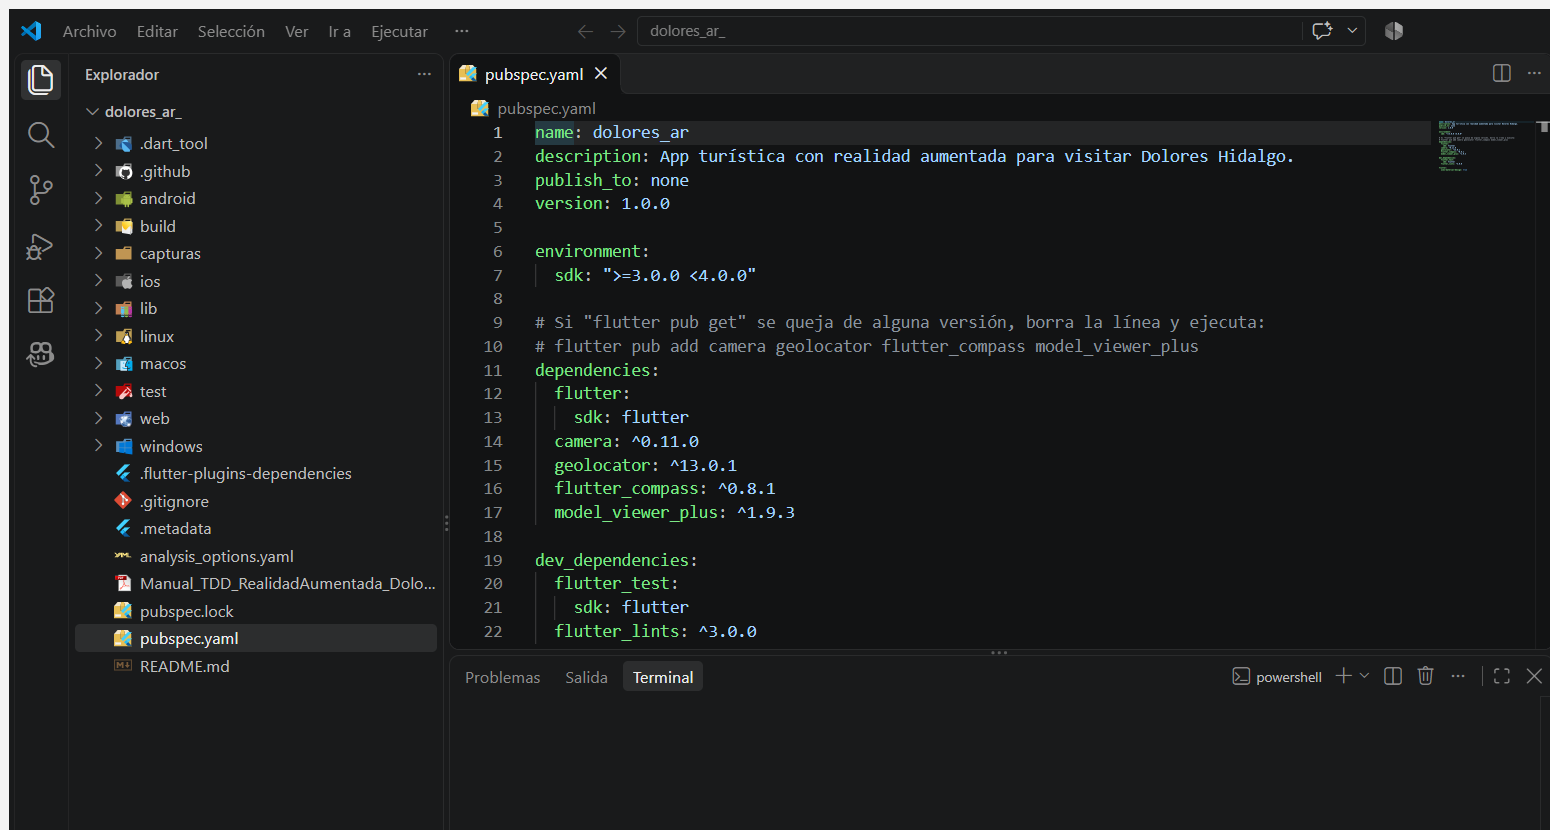 Archivo Editar Selección Ver Ir a Ejecutar ··· dolores_ar_
Explorador ···
dolores_ar_
.dart_tool
.github
android
build
capturas
ios
lib
linux
macos
test
web
windows
.flutter-plugins-dependencies
.gitignore
.metadata
analysis_options.yaml
Manual_TDD_RealidadAumentada_Dolo...
pubspec.lock
pubspec.yaml
README.md
pubspec.yaml
pubspec.yaml
1 name: dolores_ar
2 description: App turística con realidad aumentada para visitar Dolores Hidalgo.
3 publish_to: none
4 version: 1.0.0
5
6 environment:
7 sdk: ">=3.0.0 <4.0.0"
8
9 # Si "flutter pub get" se queja de alguna versión, borra la línea y ejecuta:
10 # flutter pub add camera geolocator flutter_compass model_viewer_plus
11 dependencies:
12 flutter:
13 sdk: flutter
14 camera: ^0.11.0
15 geolocator: ^13.0.1
16 flutter_compass: ^0.8.1
17 model_viewer_plus: ^1.9.3
18
19 dev_dependencies:
20 flutter_test:
21 sdk: flutter
22 flutter_lints: ^3.0.0
Problemas Salida Terminal powershell